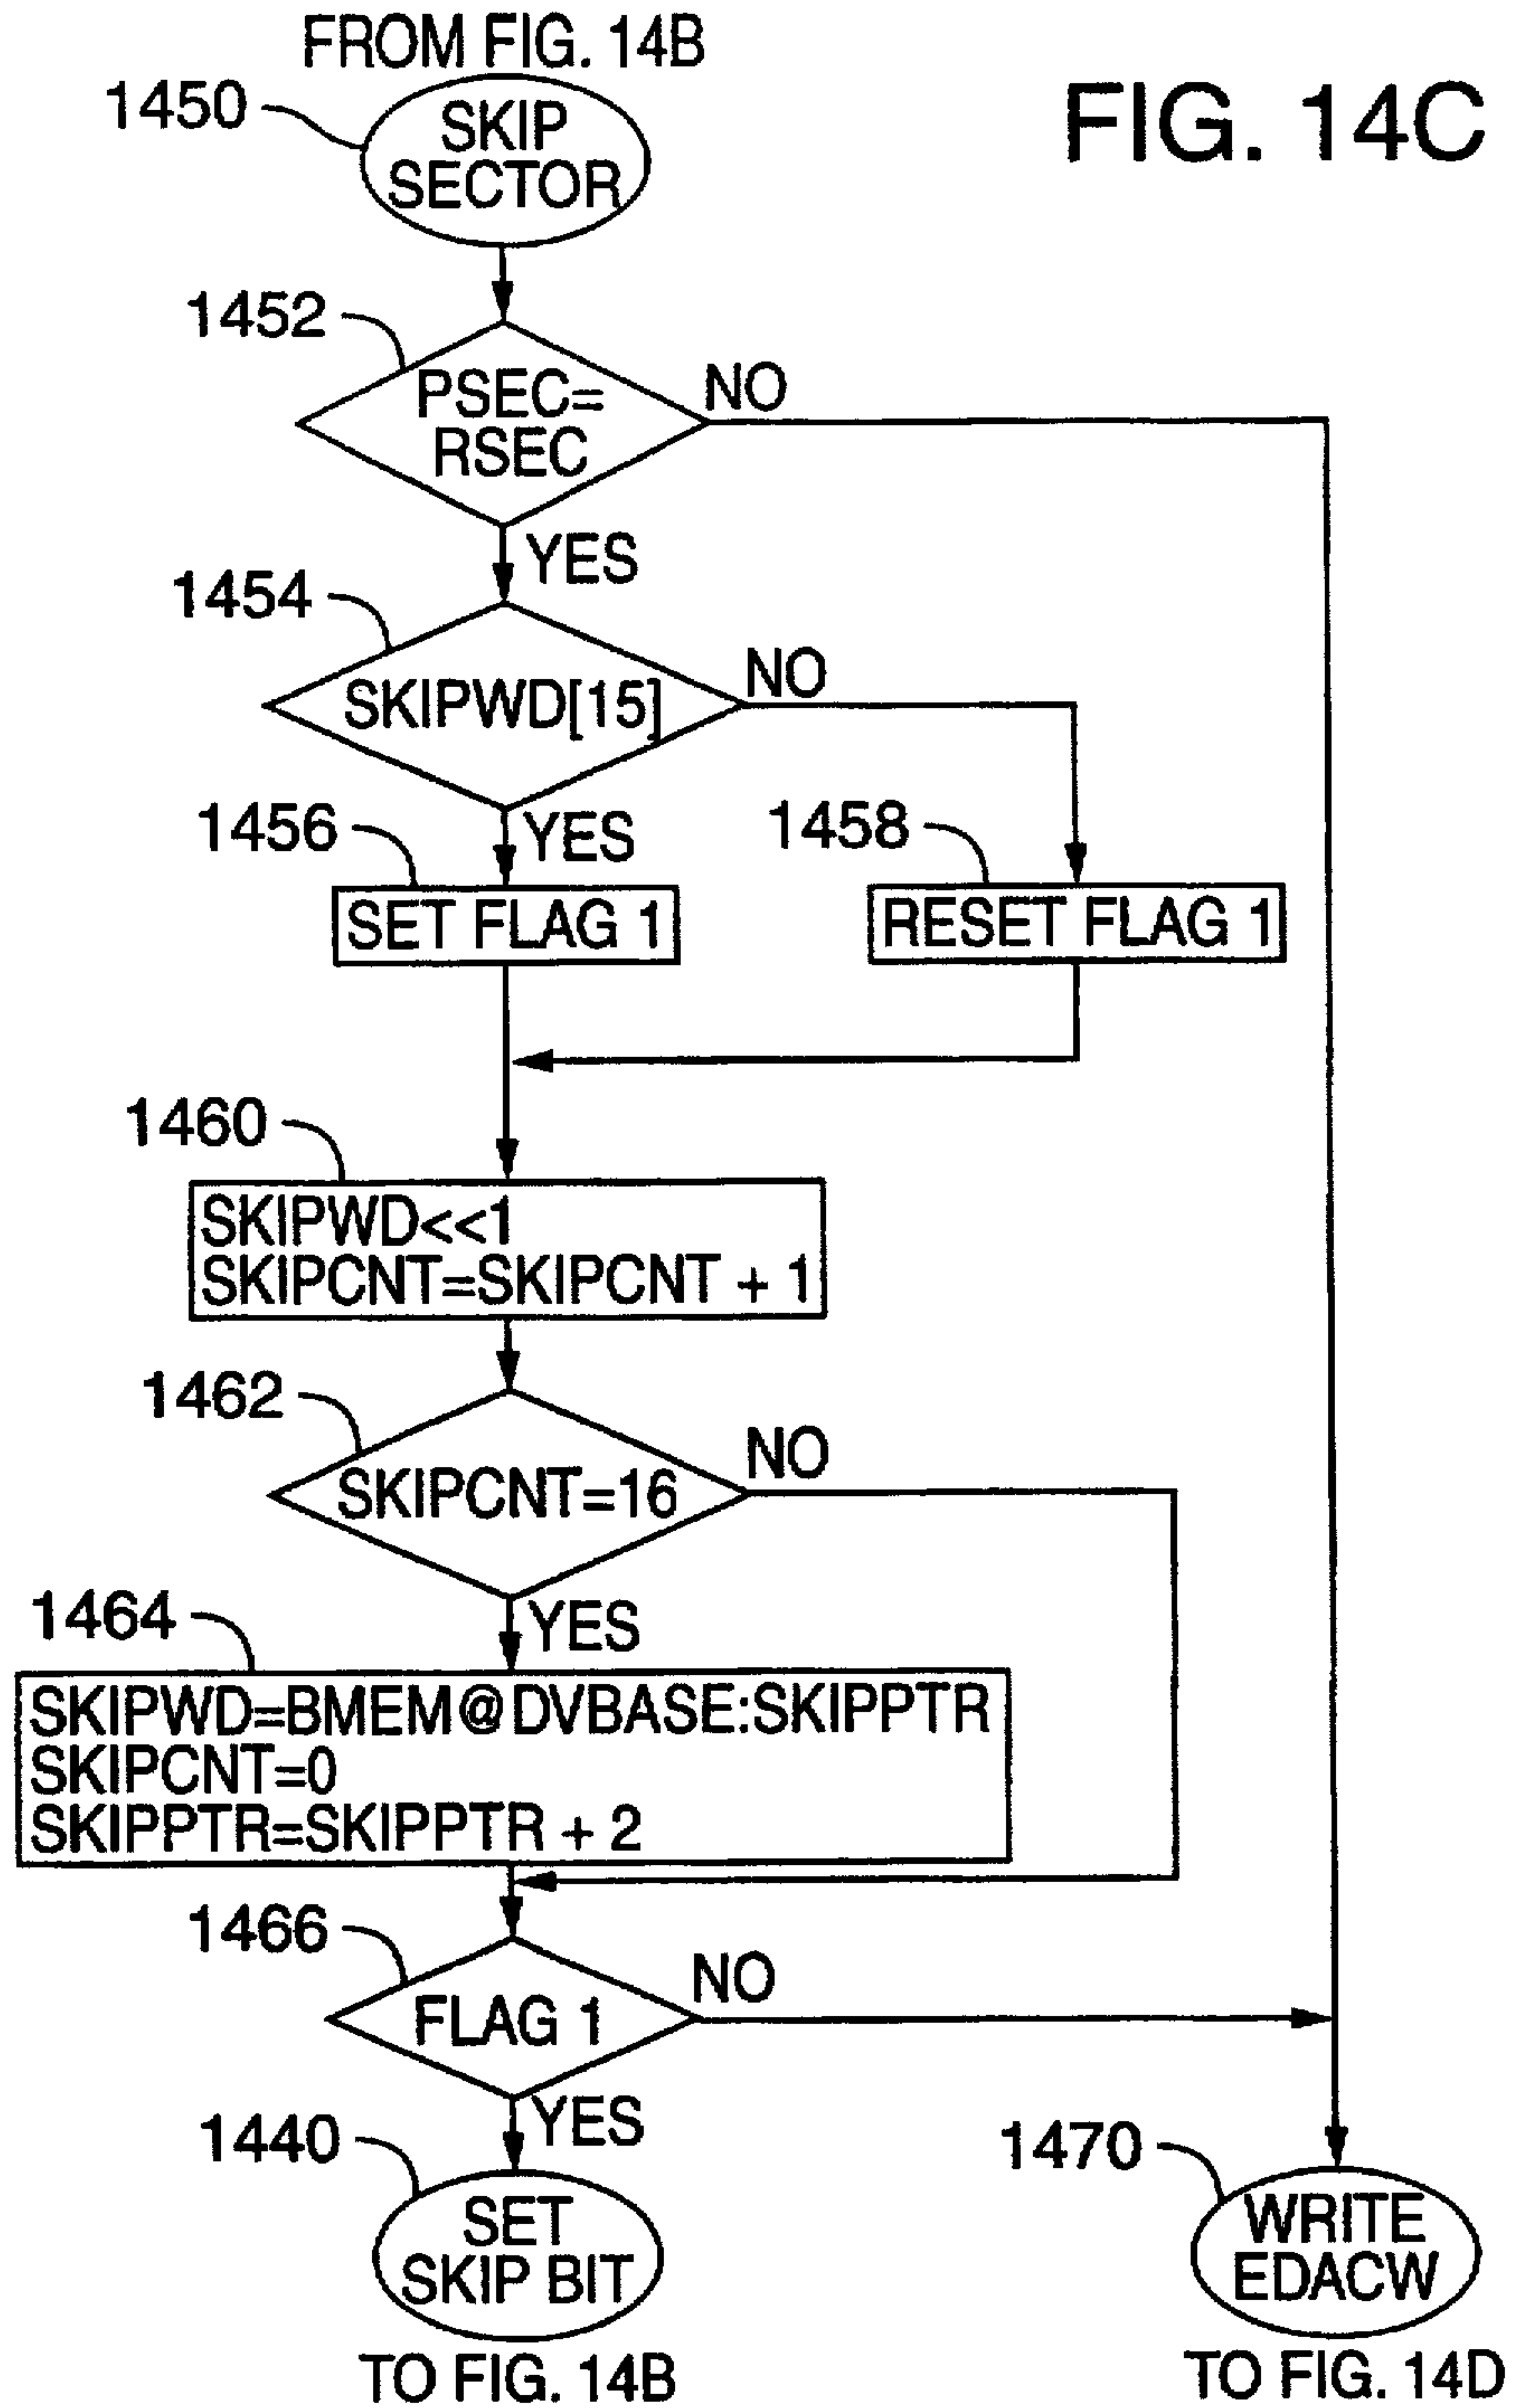 FROM FIG. 14B
FIG. 14C
1450
SKIP
SECTOR
1452
PSEC=
RSEC
NO
YES
1454
SKIPWD[15]
NO
YES
1456
SET FLAG 1
1458
RESET FLAG 1
1460
SKIPWD<<1
SKIPCNT=SKIPCNT + 1
1462
SKIPCNT=16
NO
YES
1464
SKIPWD=BMEM@DVBASE:SKIPPTR
SKIPCNT=0
SKIPPTR=SKIPPTR + 2
1466
FLAG 1
NO
YES
1440
SET
SKIP BIT
TO FIG. 14B
1470
WRITE
EDACW
TO FIG. 14D